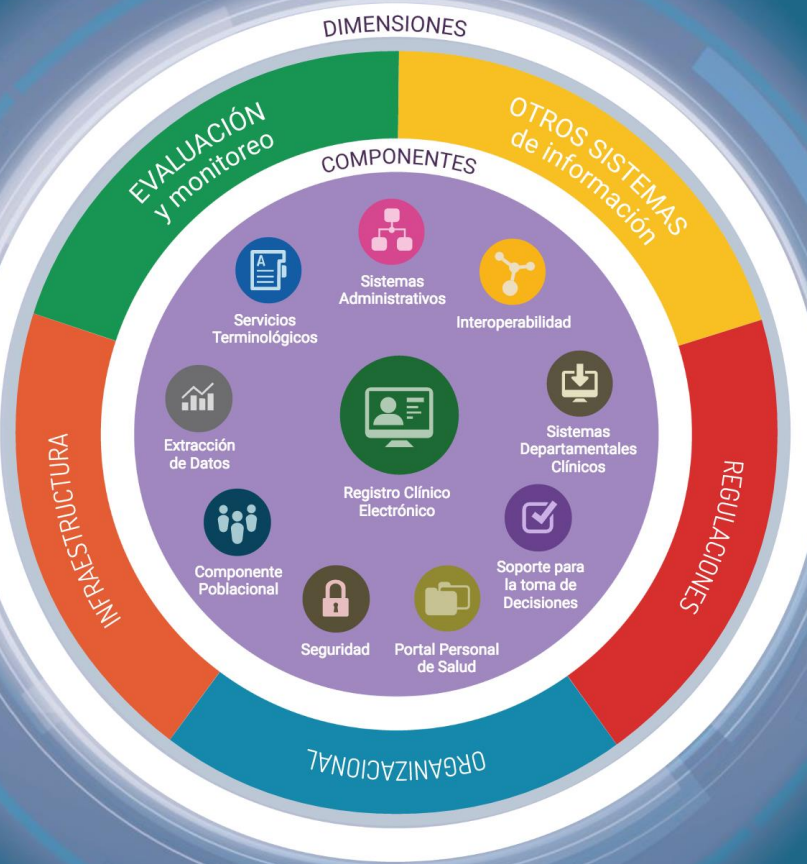 DIMENSIONES
EVALUACIÓN
y monitoreo
OTROS SISTEMAS
de información
REGULACIONES
ORGANIZACIONAL
INFRAESTRUCTURA
COMPONENTES
Sistemas
Administrativos
Interoperabilidad
Sistemas
Departamentales
Clínicos
Soporte para
la toma de
Decisiones
Portal Personal
de Salud
Seguridad
Componente
Poblacional
Extracción
de Datos
A
Servicios
Terminológicos
Registro Clínico
Electrónico